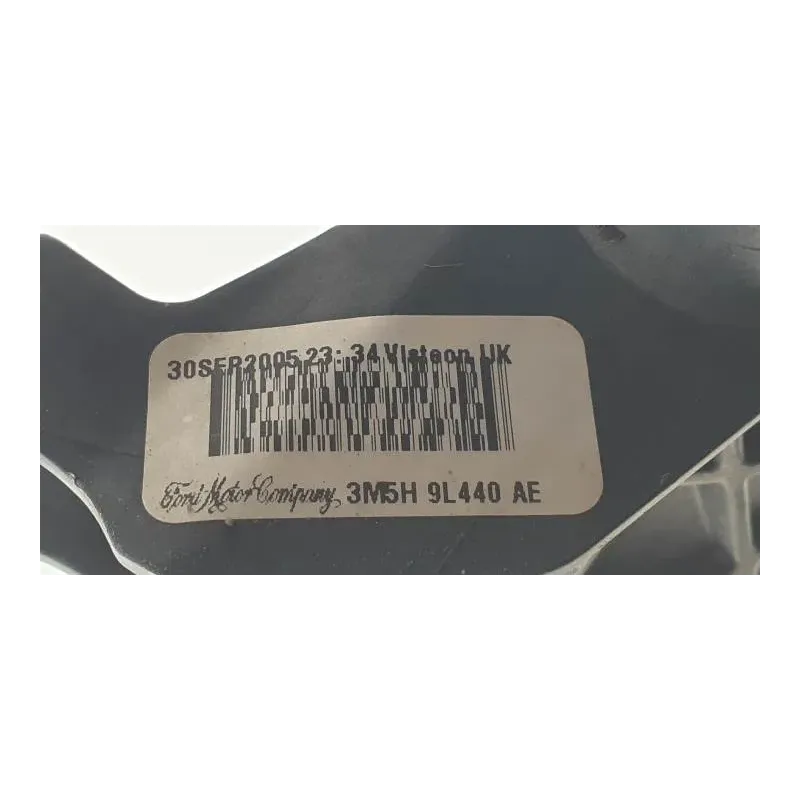 30SEP2005 23:34 Visteon UK
Ford Motor Company 3M5H 9L440 AE